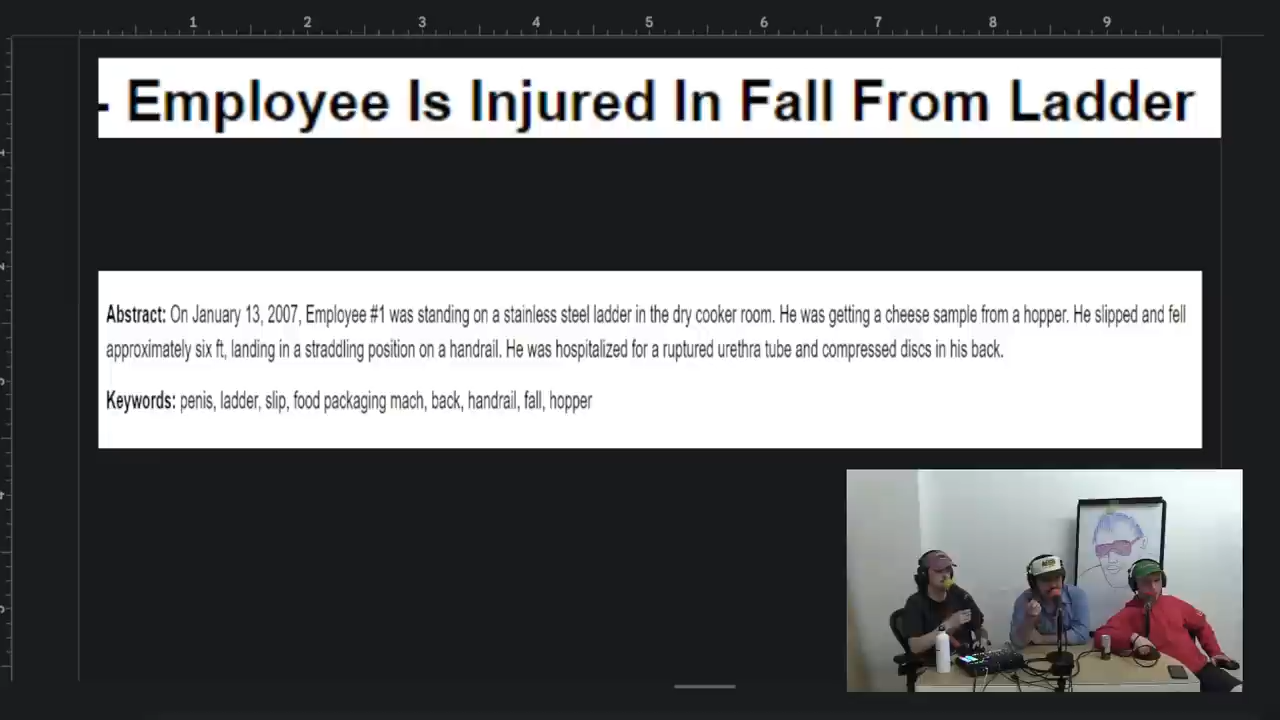 1 2 3 4 5 6 7 8 9
- Employee Is Injured In Fall From Ladder
Abstract: On January 13, 2007, Employee #1 was standing on a stainless steel ladder in the dry cooker room. He was getting a cheese sample from a hopper. He slipped and fell
approximately six ft, landing in a straddling position on a handrail. He was hospitalized for a ruptured urethra tube and compressed discs in his back.
Keywords: penis, ladder, slip, food packaging mach, back, handrail, fall, hopper